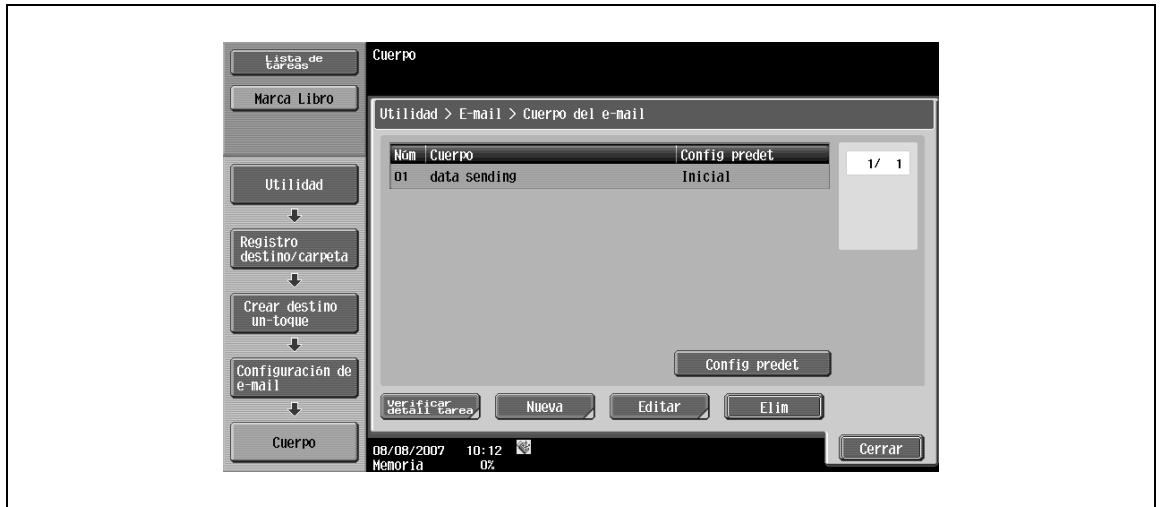 Lista de
tareas
Marca Libro
Utilidad
Registro
destino/carpeta
Crear destino
un-toque
Configuración de
e-mail
Cuerpo
Cuerpo
Utilidad > E-mail > Cuerpo del e-mail
Núm Cuerpo Config predet
01 data sending Inicial
1/ 1
Config predet
Verificar
detall tarea
Nueva
Editar
Elim
08/08/2007 10:12
Memoria 0%
Cerrar